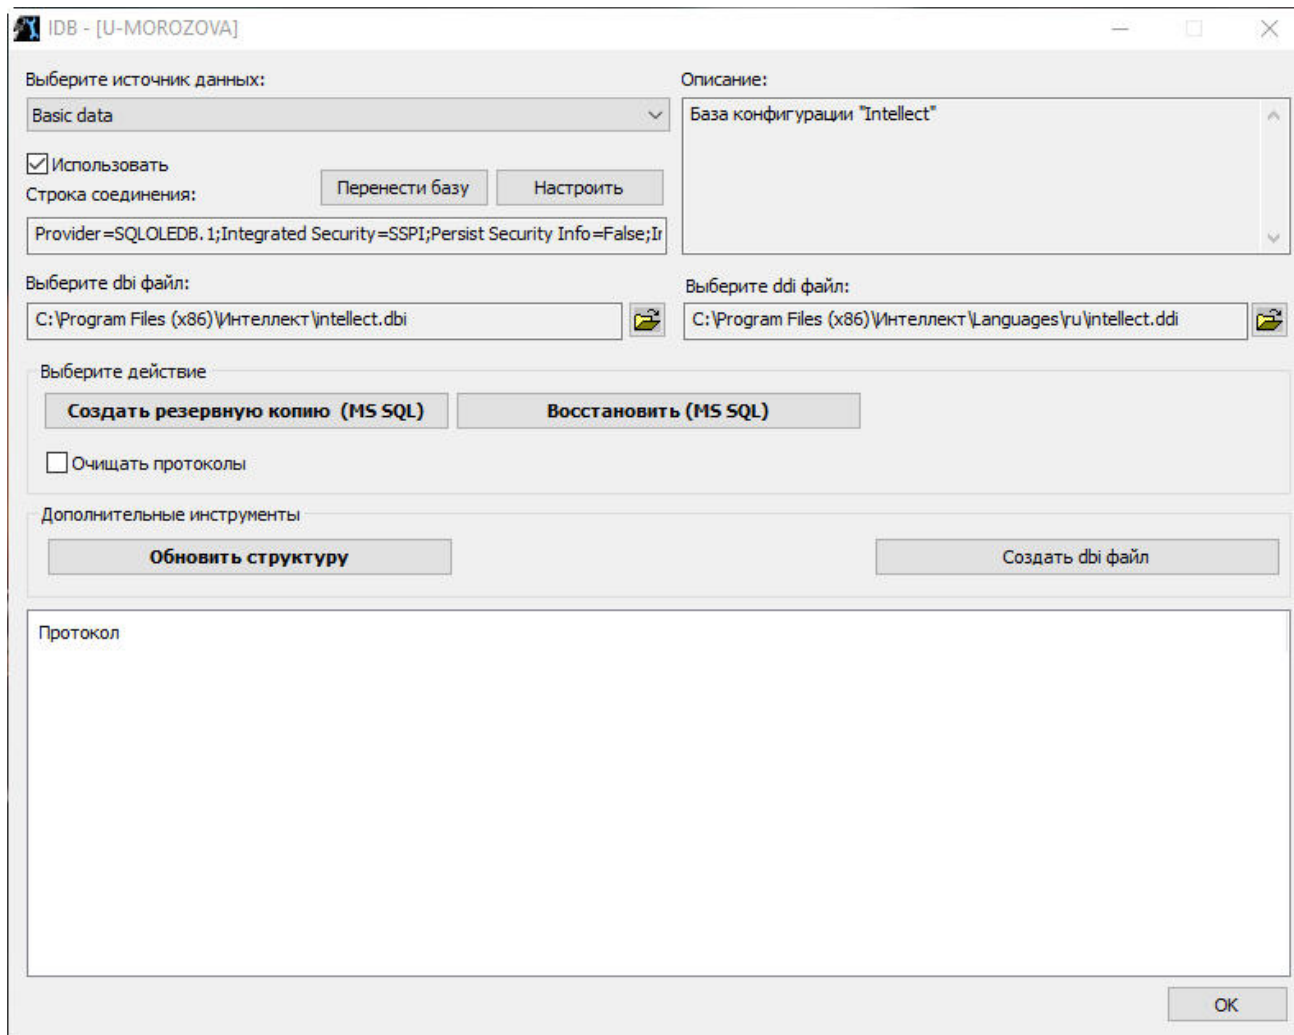 IDB - [U-MOROZOVA]
Выберите источник данных:
Basic data
Описание:
База конфигурации "Intellect"
Использовать
Строка соединения:
Перенести базу
Настроить
Provider=SQLOLEDB.1;Integrated Security=SSPI;Persist Security Info=False;
Выберите dbi файл:
C:\Program Files (x86)\Интеллект\intellect.dbi
Выберите ddi файл:
C:\Program Files (x86)\Интеллект\Languages\ru\intellect.ddi
Выберите действие
Создать резервную копию (MS SQL)
Восстановить (MS SQL)
Очищать протоколы
Дополнительные инструменты
Обновить структуру
Создать dbi файл
Протокол
OK